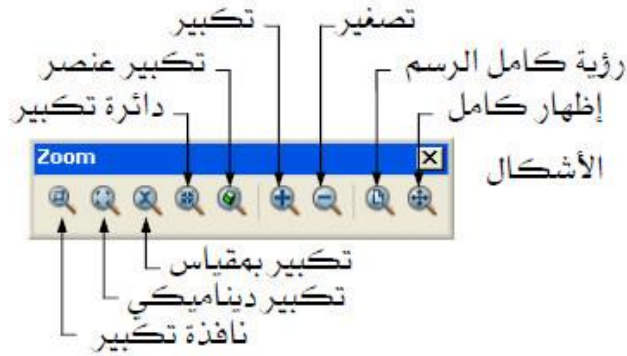 تصغير
تكبير
رؤية كامل الرسم
تكبير عنصر
إظهار كامل
دائرة تكبير
الأشكال
Zoom
تكبير بمقياس
تكبير ديناميكي
نافذة تكبير